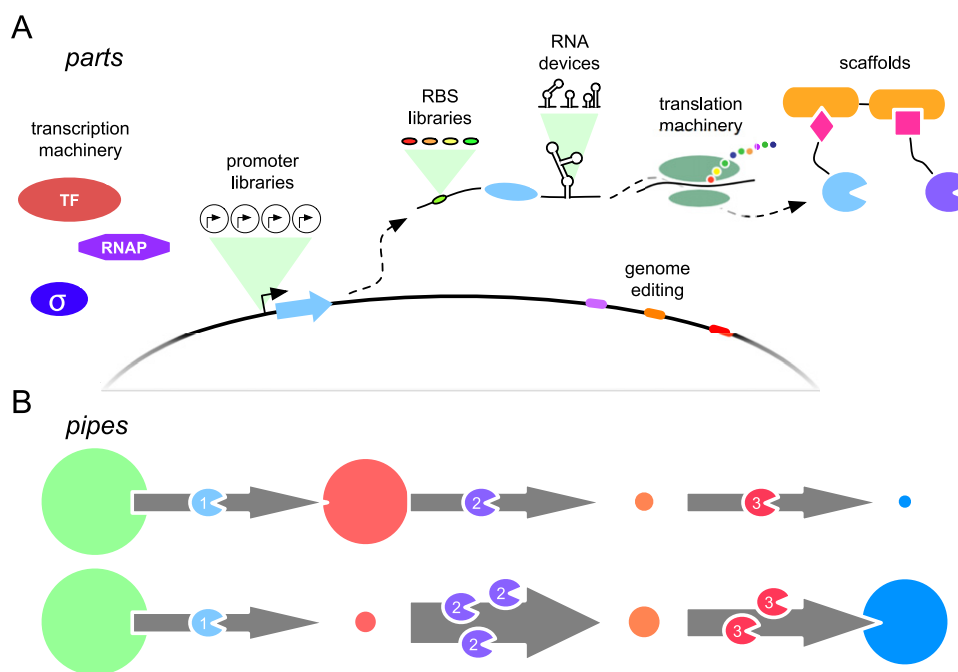 A
parts
transcription
machinery
TF
RNAP
σ
promoter
libraries
RBS
libraries
RNA
devices
translation
machinery
scaffolds
genome
editing
B
pipes
1
2
3
1
2
2
2
3
3